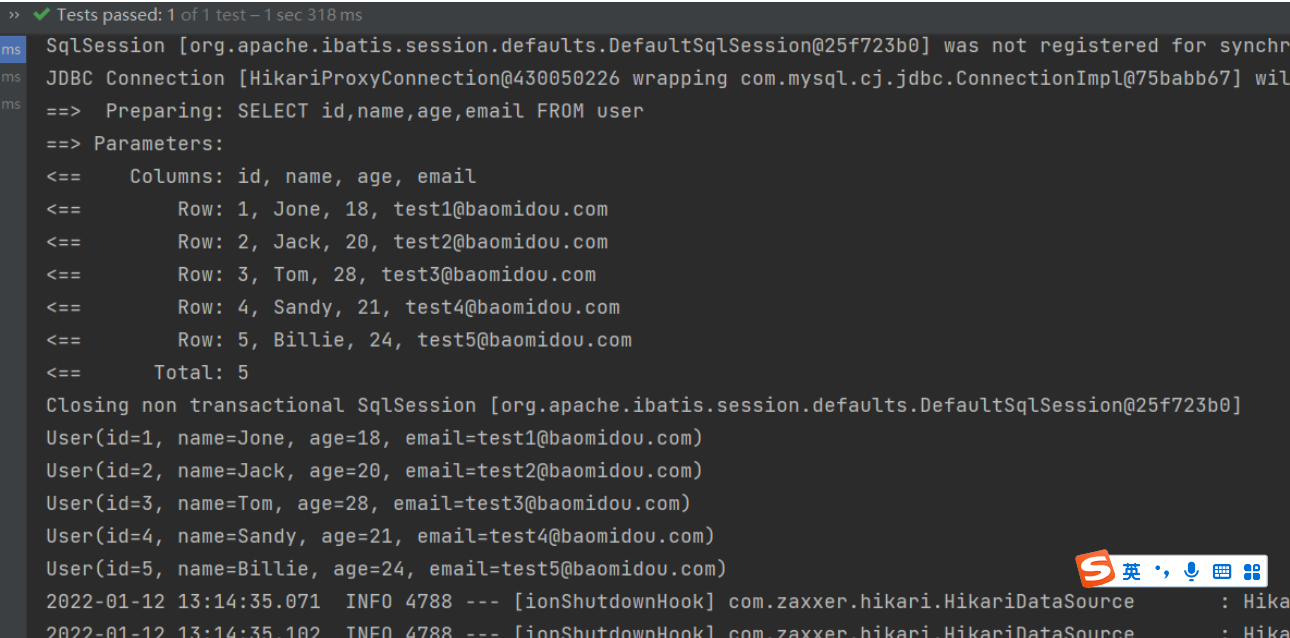 >> Tests passed: 1 of 1 test – 1 sec 318 ms
ms SqlSession [org.apache.ibatis.session.defaults.DefaultSqlSession@25f723b0] was not registered for synchr
ms JDBC Connection [HikariProxyConnection@430050226 wrapping com.mysql.cj.jdbc.ConnectionImpl@75babb67] wil
ms ==>  Preparing: SELECT id,name,age,email FROM user
==> Parameters:
<==    Columns: id, name, age, email
<==        Row: 1, Jone, 18, test1@baomidou.com
<==        Row: 2, Jack, 20, test2@baomidou.com
<==        Row: 3, Tom, 28, test3@baomidou.com
<==        Row: 4, Sandy, 21, test4@baomidou.com
<==        Row: 5, Billie, 24, test5@baomidou.com
<==      Total: 5
Closing non transactional SqlSession [org.apache.ibatis.session.defaults.DefaultSqlSession@25f723b0]
User(id=1, name=Jone, age=18, email=test1@baomidou.com)
User(id=2, name=Jack, age=20, email=test2@baomidou.com)
User(id=3, name=Tom, age=28, email=test3@baomidou.com)
User(id=4, name=Sandy, age=21, email=test4@baomidou.com)
User(id=5, name=Billie, age=24, email=test5@baomidou.com)
S 英
2022-01-12 13:14:35.071  INFO 4788 --- [ionShutdownHook] com.zaxxer.hikari.HikariDataSource       : Hika
2022-01-12 13:14:35.102  INFO 4788 --- [ionShutdownHook] com.zaxxer.hikari.HikariDataSource       : Hika